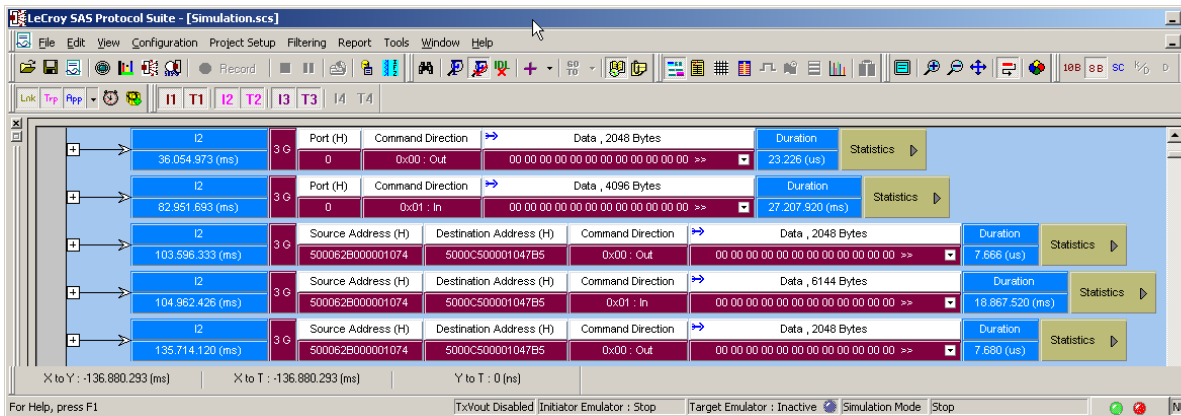 LeCroy SAS Protocol Suite - [Simulation.scs]
File Edit View Configuration Project Setup Filtering Report Tools Window Help
Record IDL GO TO 10B 8B SC D
Lnk Trp App I1 T1 I2 T2 I3 T3 I4 T4
I2 3 G Port (H) Command Direction Data , 2048 Bytes Duration Statistics
36.054.973 (ms) 0 0x00 : Out 00 00 00 00 00 00 00 00 00 00 00 00 >> 23.226 (us)
I2 3 G Port (H) Command Direction Data , 4096 Bytes Duration Statistics
82.951.693 (ms) 0 0x01 : In 00 00 00 00 00 00 00 00 00 00 00 00 >> 27.207.920 (ms)
I2 3 G Source Address (H) Destination Address (H) Command Direction Data , 2048 Bytes Duration Statistics
103.596.333 (ms) 500062B000001074 5000C500001047B5 0x00 : Out 00 00 00 00 00 00 00 00 00 00 00 00 >> 7.666 (us)
I2 3 G Source Address (H) Destination Address (H) Command Direction Data , 6144 Bytes Duration Statistics
104.962.426 (ms) 500062B000001074 5000C500001047B5 0x01 : In 00 00 00 00 00 00 00 00 00 00 00 00 >> 18.867.520 (ms)
I2 3 G Source Address (H) Destination Address (H) Command Direction Data , 2048 Bytes Duration Statistics
135.714.120 (ms) 500062B000001074 5000C500001047B5 0x00 : Out 00 00 00 00 00 00 00 00 00 00 00 00 >> 7.680 (us)
X to Y : -136.880.293 (ms) X to T : -136.880.293 (ms) Y to T : 0 (ns)
For Help, press F1 TxVout Disabled Initiator Emulator : Stop Target Emulator : Inactive Simulation Mode Stop N